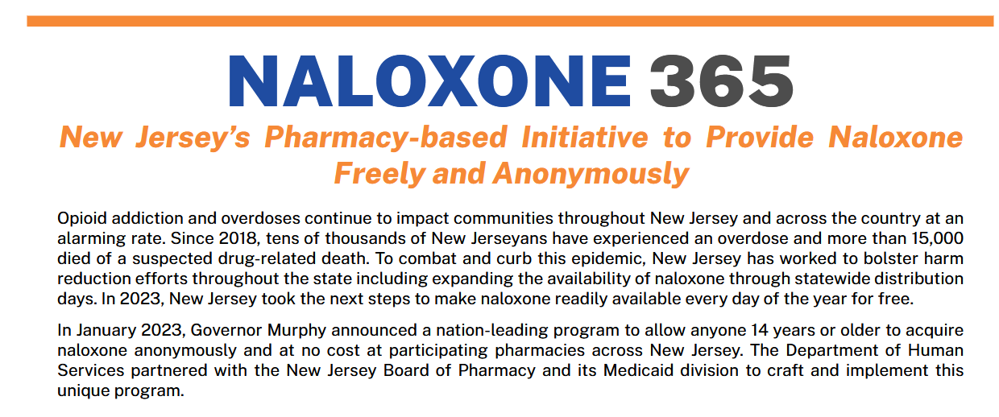 NALOXONE 365
New Jersey’s Pharmacy-based Initiative to Provide Naloxone
Freely and Anonymously
Opioid addiction and overdoses continue to impact communities throughout New Jersey and across the country at an
alarming rate. Since 2018, tens of thousands of New Jerseyans have experienced an overdose and more than 15,000
died of a suspected drug-related death. To combat and curb this epidemic, New Jersey has worked to bolster harm
reduction efforts throughout the state including expanding the availability of naloxone through statewide distribution
days. In 2023, New Jersey took the next steps to make naloxone readily available every day of the year for free.
In January 2023, Governor Murphy announced a nation-leading program to allow anyone 14 years or older to acquire
naloxone anonymously and at no cost at participating pharmacies across New Jersey. The Department of Human
Services partnered with the New Jersey Board of Pharmacy and its Medicaid division to craft and implement this
unique program.